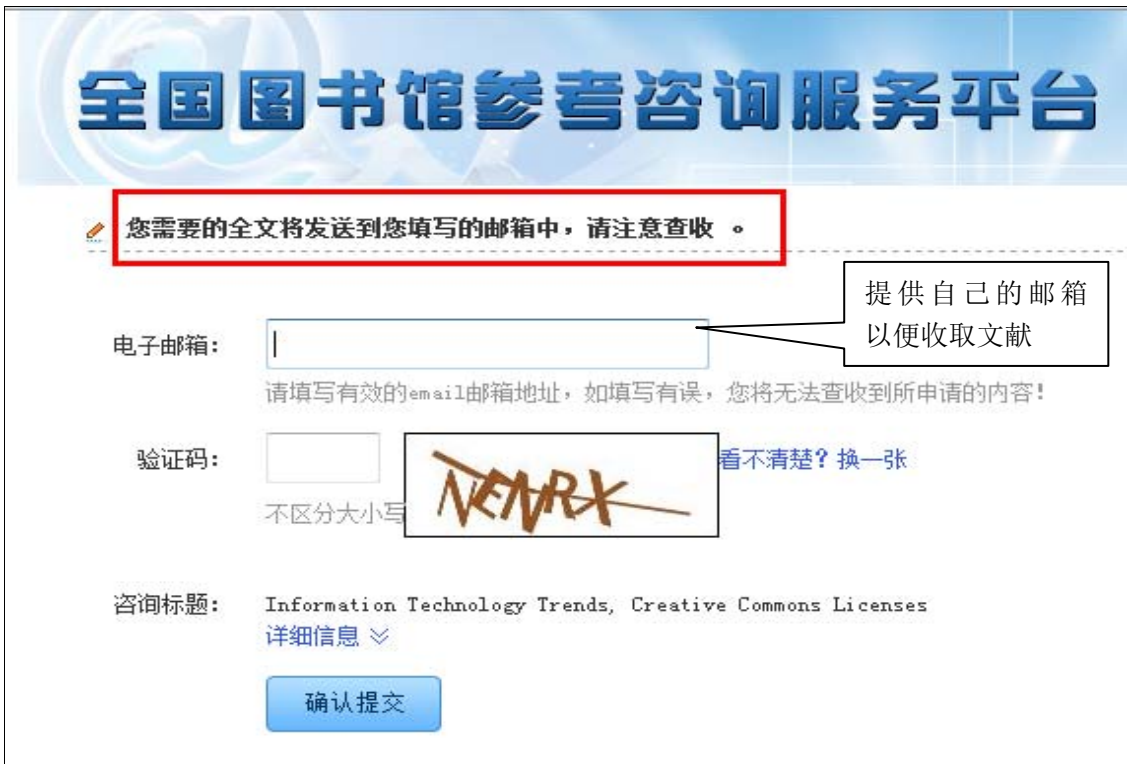 全国图书馆参考咨询服务平台
您需要的全文将发送到您填写的邮箱中，请注意查收 。
提供自己的邮箱
以便收取文献
电子邮箱：
请填写有效的email邮箱地址，如填写有误，您将无法查收到所申请的内容！
验证码：
NENRX
看不清楚？换一张
不区分大小写
咨询标题：
Information Technology Trends, Creative Commons Licenses
详细信息
确认提交